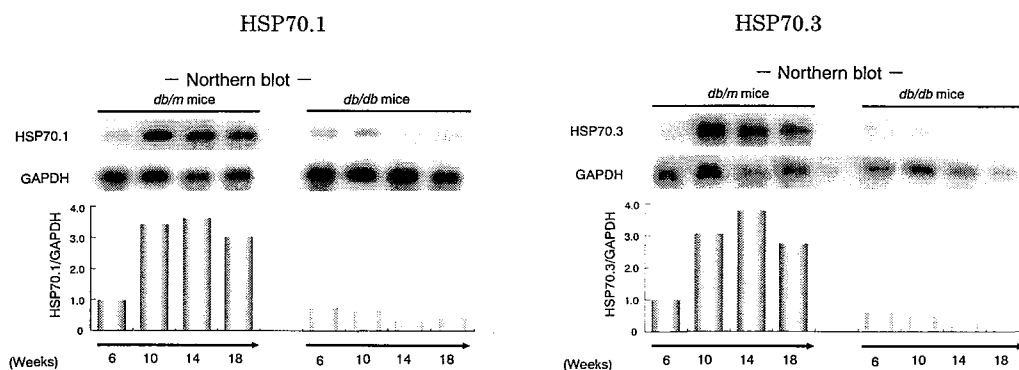 HSP70.1
— Northern blot —
db/m mice
db/db mice
HSP70.1
GAPDH
HSP70.1/GAPDH
4.0
3.0
2.0
1.0
0
(Weeks)
6 10 14 18 6 10 14 18
HSP70.3
— Northern blot —
db/m mice
db/db mice
HSP70.3
GAPDH
HSP70.3/GAPDH
4.0
3.0
2.0
1.0
0
(Weeks)
6 10 14 18 6 10 14 18